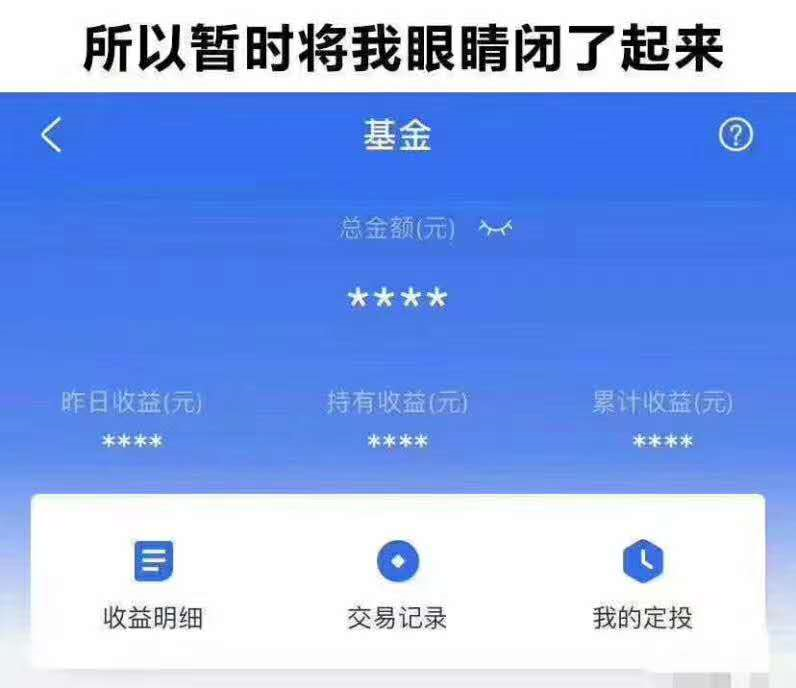 所以暂时将我眼睛闭了起来
基金
总金额(元)
****
昨日收益(元) 持有收益(元) 累计收益(元)
**** **** ****
收益明细 交易记录 我的定投